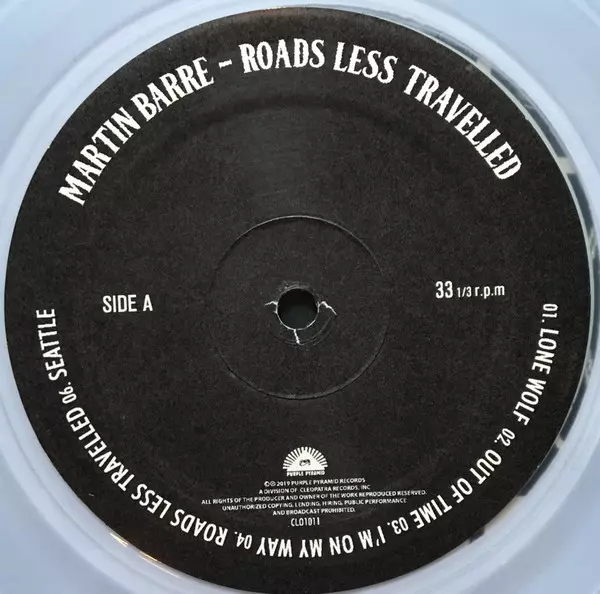 MARTIN BARRE - ROADS LESS TRAVELLED
SIDE A
33 1/3 r.p.m
01. LONE WOLF 02. OUT OF TIME 03. I'M ON MY WAY 04. ROADS LESS TRAVELLED 06. SEATTLE
PURPLE PYRAMID
©℗ 2019 PURPLE PYRAMID RECORDS
A DIVISION OF CLEOPATRA RECORDS, INC
ALL RIGHTS OF THE PRODUCER AND OWNER OF THE WORK REPRODUCED RESERVED.
UNAUTHORIZED COPYING, LENDING, HIRING, PUBLIC PERFORMANCE
AND BROADCAST PROHIBITED.
CLO1011